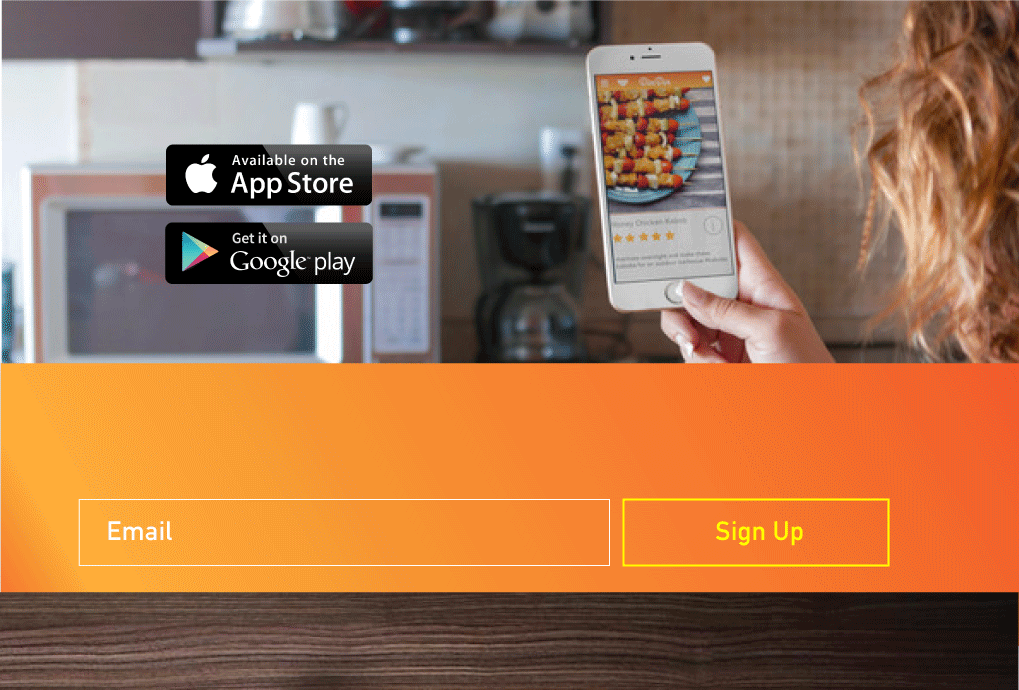 Available on the
App Store
Get it on
Google play
Honey Chicken Kabob
Email
Sign Up